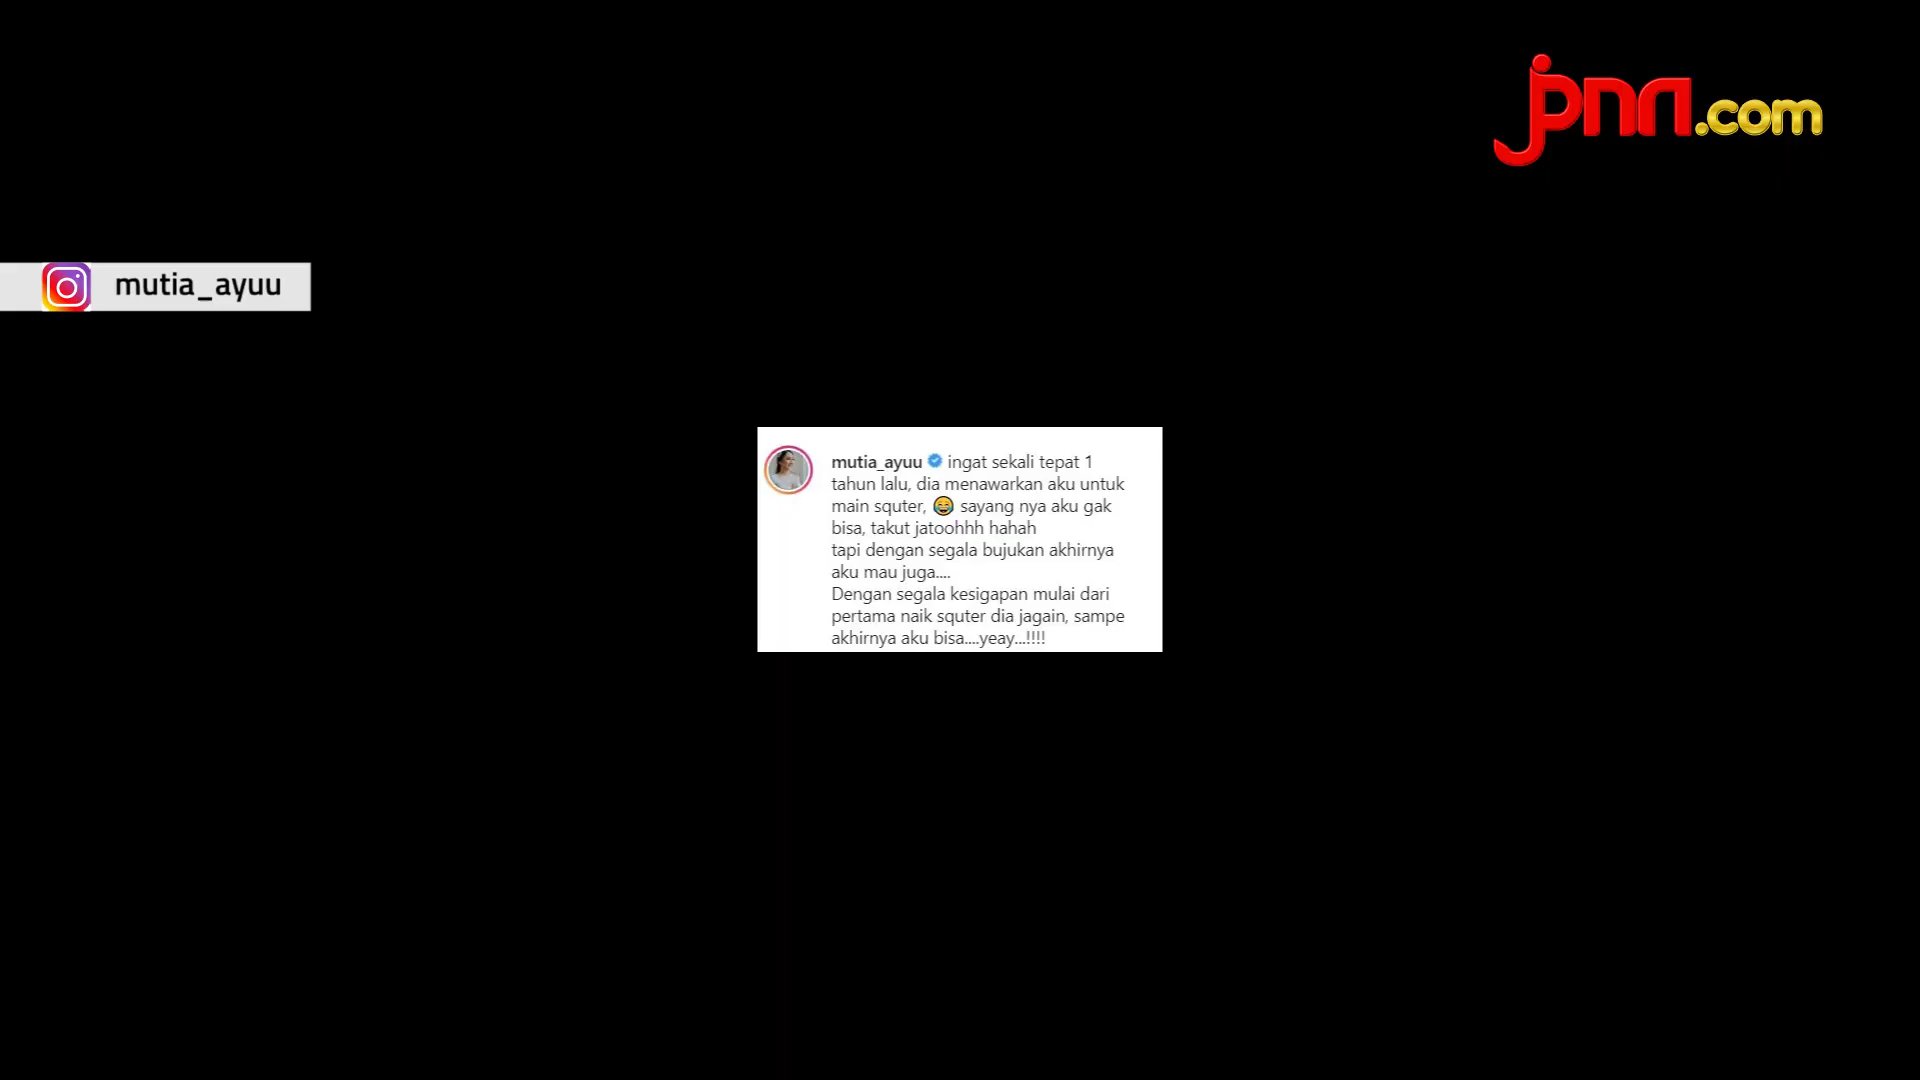 jpnn.com
mutia_ayuu
mutia_ayuu ingat sekali tepat 1
tahun lalu, dia menawarkan aku untuk
main squter, 😂 sayang nya aku gak
bisa, takut jatoohhh hahah
tapi dengan segala bujukan akhirnya
aku mau juga....
Dengan segala kesigapan mulai dari
pertama naik squter dia jagain, sampe
akhirnya aku bisa....yeay...!!!!